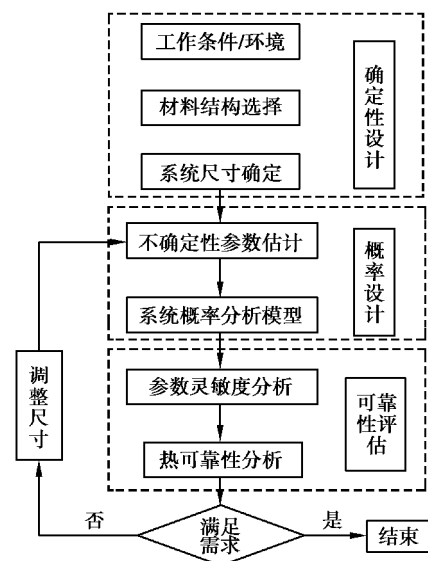 工作条件/环境
材料结构选择
系统尺寸确定
确定性设计
不确定性参数估计
系统概率分析模型
概率设计
调整尺寸
参数灵敏度分析
热可靠性分析
可靠
性评
估
否
满足
需求
是
结束